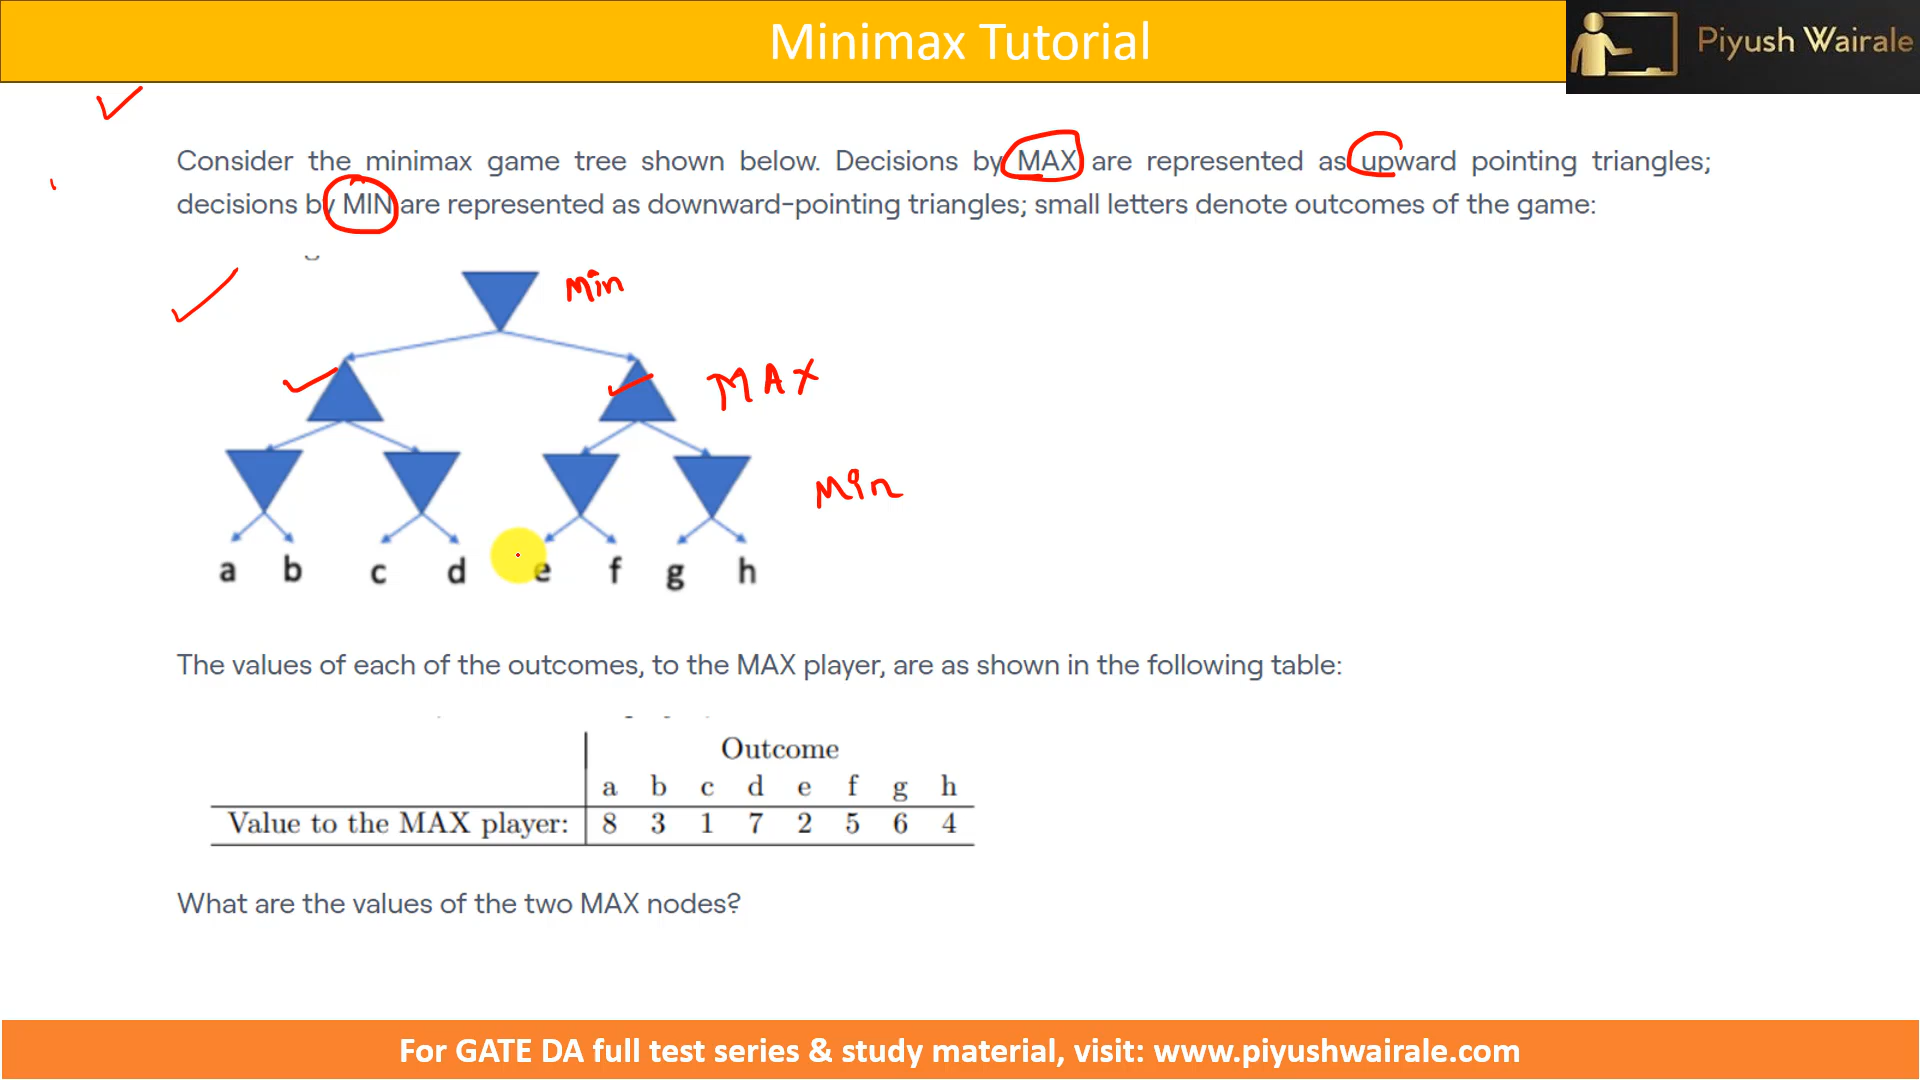 Minimax Tutorial
Piyush Wairale
Consider the minimax game tree shown below. Decisions by MAX are represented as upward pointing triangles;
decisions by MIN are represented as downward-pointing triangles; small letters denote outcomes of the game:
Min
MAX
Min
a b c d e f g h
The values of each of the outcomes, to the MAX player, are as shown in the following table:
Outcome
a b c d e f g h
Value to the MAX player: 8 3 1 7 2 5 6 4
What are the values of the two MAX nodes?
For GATE DA full test series & study material, visit: www.piyushwairale.com